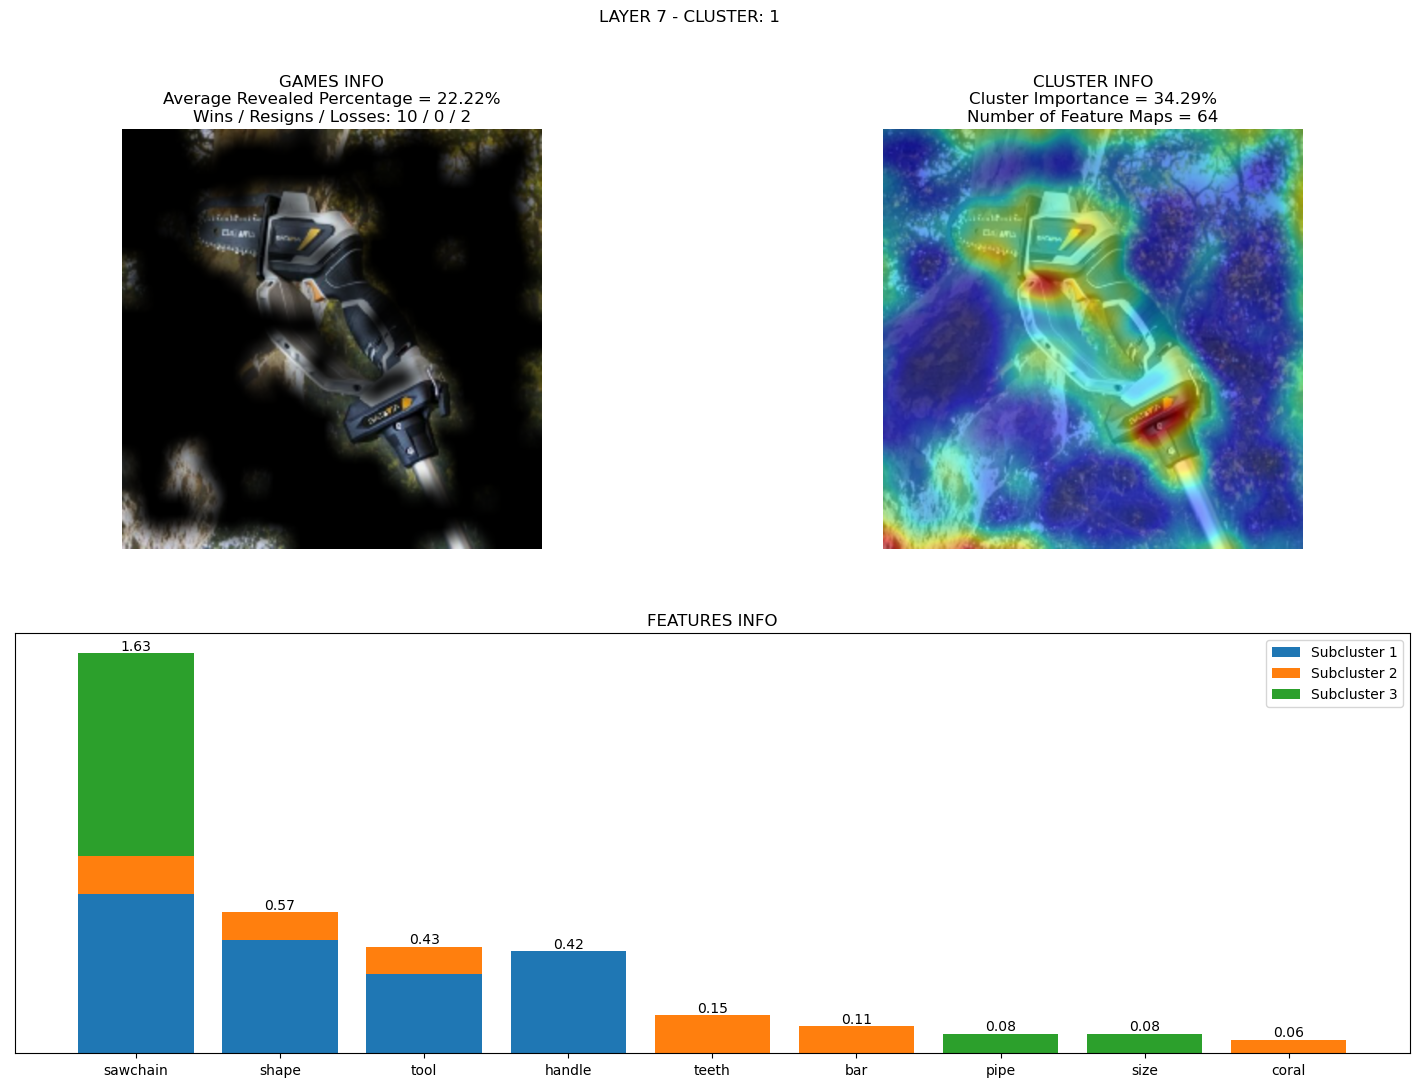 LAYER 7 - CLUSTER: 1
GAMES INFO
Average Revealed Percentage = 22.22%
Wins / Resigns / Losses: 10 / 0 / 2
CLUSTER INFO
Cluster Importance = 34.29%
Number of Feature Maps = 64
FEATURES INFO
1.63
0.57
0.43
0.42
0.15
0.11
0.08
0.08
0.06
Subcluster 1
Subcluster 2
Subcluster 3
sawchain
shape
tool
handle
teeth
bar
pipe
size
coral